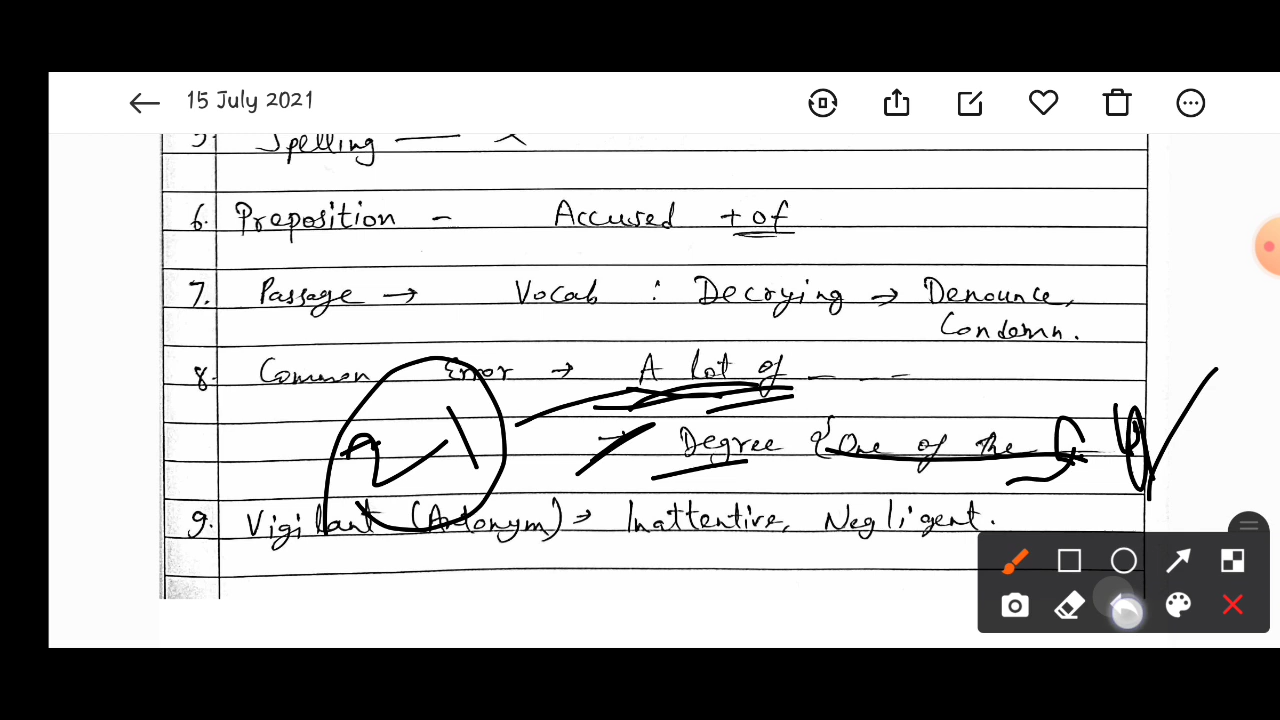 15 July 2021
5. Spelling —
6. Preposition - Accused + of
7. Passage → Vocab : Decrying → Denounce,
Condemn.
8. Common Error → A lot of _ _ _
→ Degree {One of the
9. Vigilant (Antonym) → Inattentive, Negligent.